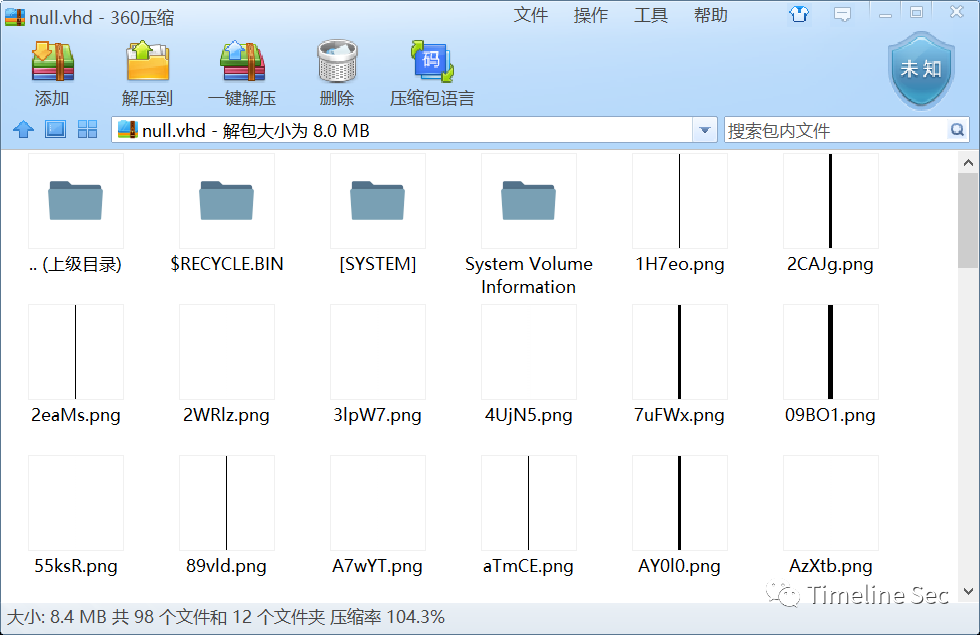 null.vhd - 360压缩
文件 操作 工具 帮助
添加 解压到 一键解压 删除 压缩包语言
码
未知
null.vhd - 解包大小为 8.0 MB
搜索包内文件
.. (上级目录) $RECYCLE.BIN [SYSTEM] System Volume Information 1H7eo.png 2CAJg.png
2eaMs.png 2WRlz.png 3lpW7.png 4UjN5.png 7uFWx.png 09BO1.png
55ksR.png 89vld.png A7wYT.png aTmCE.png AY0l0.png AzXtb.png
Timeline Sec
大小: 8.4 MB 共 98 个文件和 12 个文件夹 压缩率 104.3%